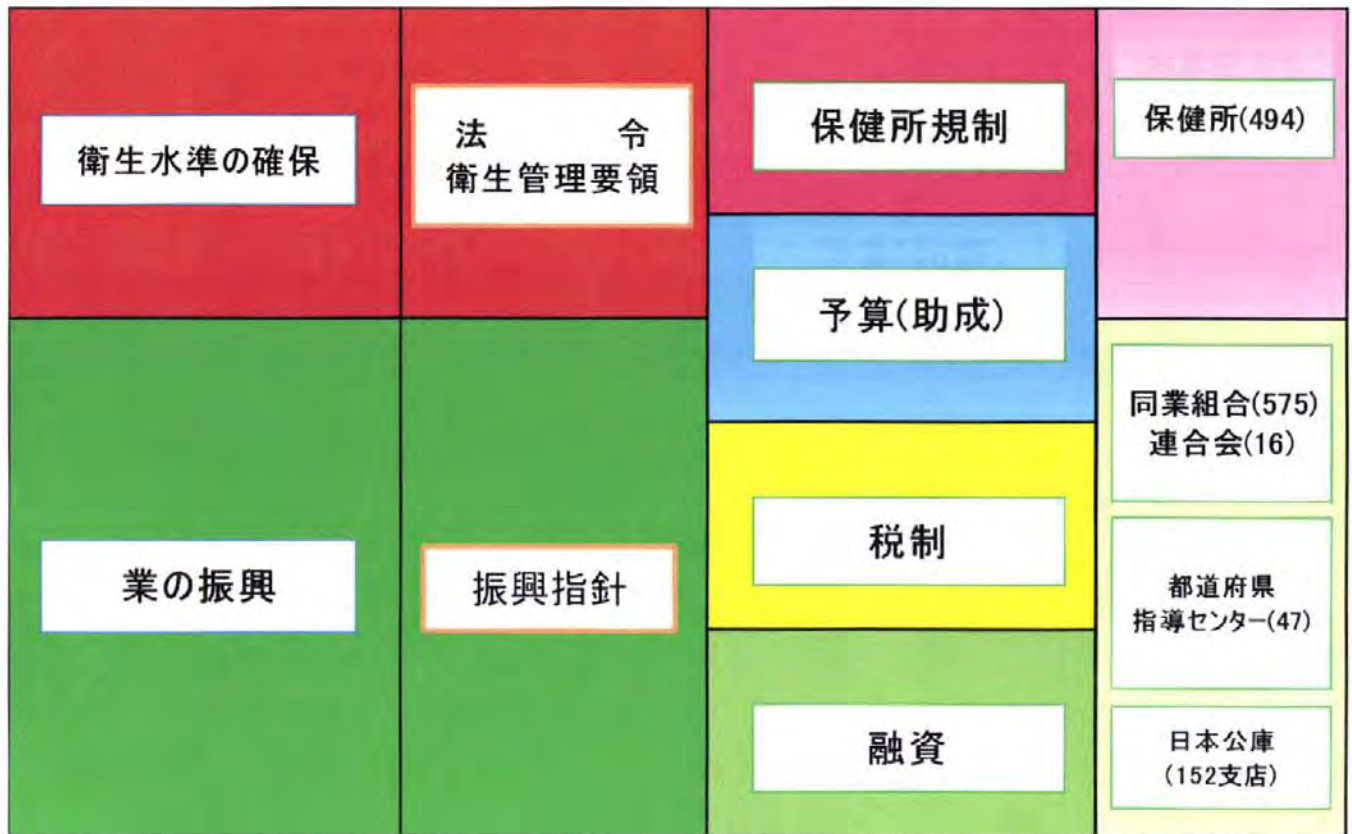 衛生水準の確保
法　　　令
衛生管理要領
保健所規制
保健所(494)
予算(助成)
同業組合(575)
連合会(16)
業の振興
振興指針
税制
都道府県
指導センター(47)
融資
日本公庫
(152支店)